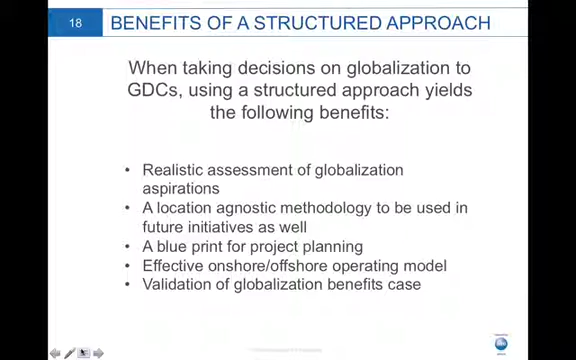 18
BENEFITS OF A STRUCTURED APPROACH
When taking decisions on globalization to
GDCs, using a structured approach yields
the following benefits:
• Realistic assessment of globalization
aspirations
• A location agnostic methodology to be used in
future initiatives as well
• A blue print for project planning
• Effective onshore/offshore operating model
• Validation of globalization benefits case